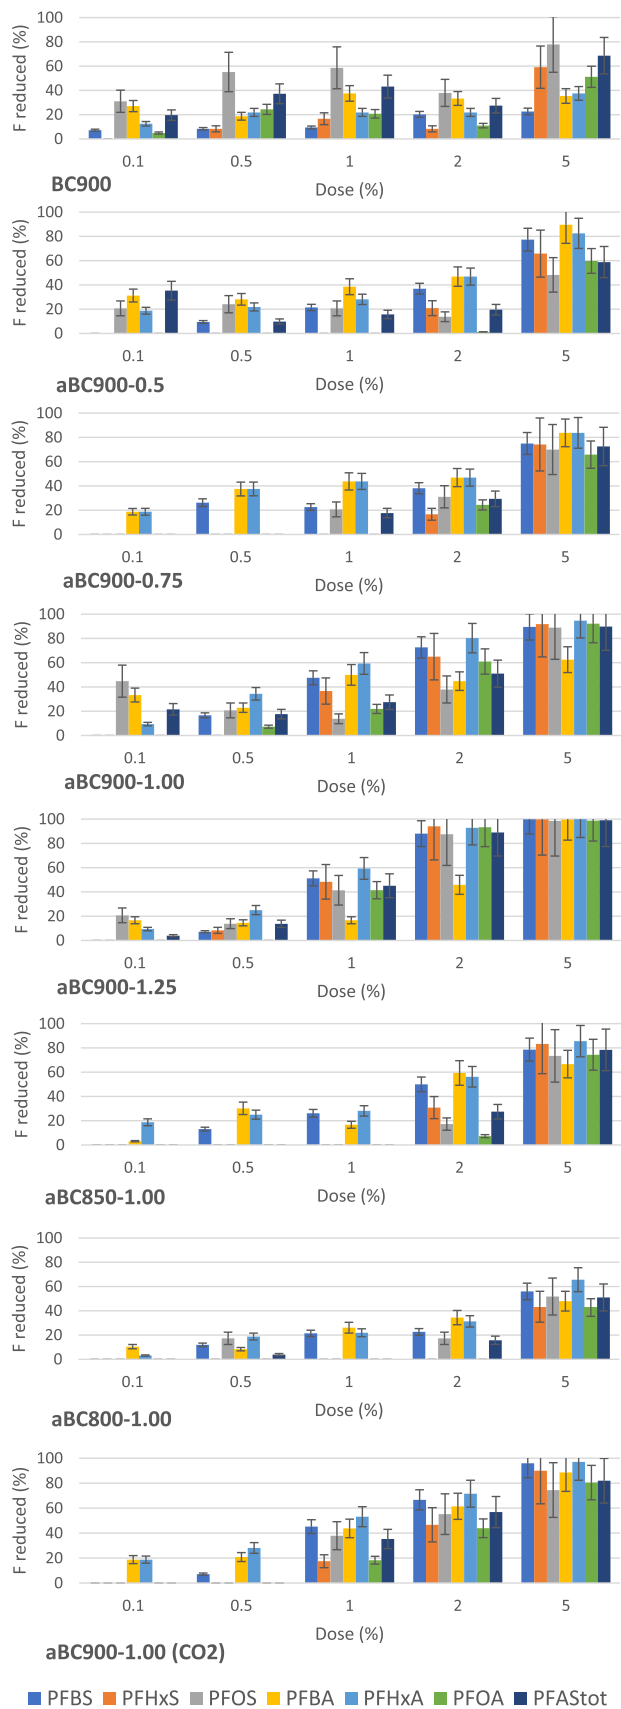 F reduced (%)
100
80
60
40
20
0
0.1 0.5 1 2 5
BC900
Dose (%)
F reduced (%)
100
80
60
40
20
0
0.1 0.5 1 2 5
aBC900-0.5
Dose (%)
F reduced (%)
100
80
60
40
20
0
0.1 0.5 1 2 5
aBC900-0.75
Dose (%)
F reduced (%)
100
80
60
40
20
0
0.1 0.5 1 2 5
aBC900-1.00
Dose (%)
F reduced (%)
100
80
60
40
20
0
0.1 0.5 1 2 5
aBC900-1.25
Dose (%)
F reduced (%)
100
80
60
40
20
0
0.1 0.5 1 2 5
aBC850-1.00
Dose (%)
F reduced (%)
100
80
60
40
20
0
0.1 0.5 1 2 5
aBC800-1.00
Dose (%)
F reduced (%)
100
80
60
40
20
0
0.1 0.5 1 2 5
aBC900-1.00 (CO2)
Dose (%)
PFBS PFHxS PFOS PFBA PFHxA PFOA PFAStot